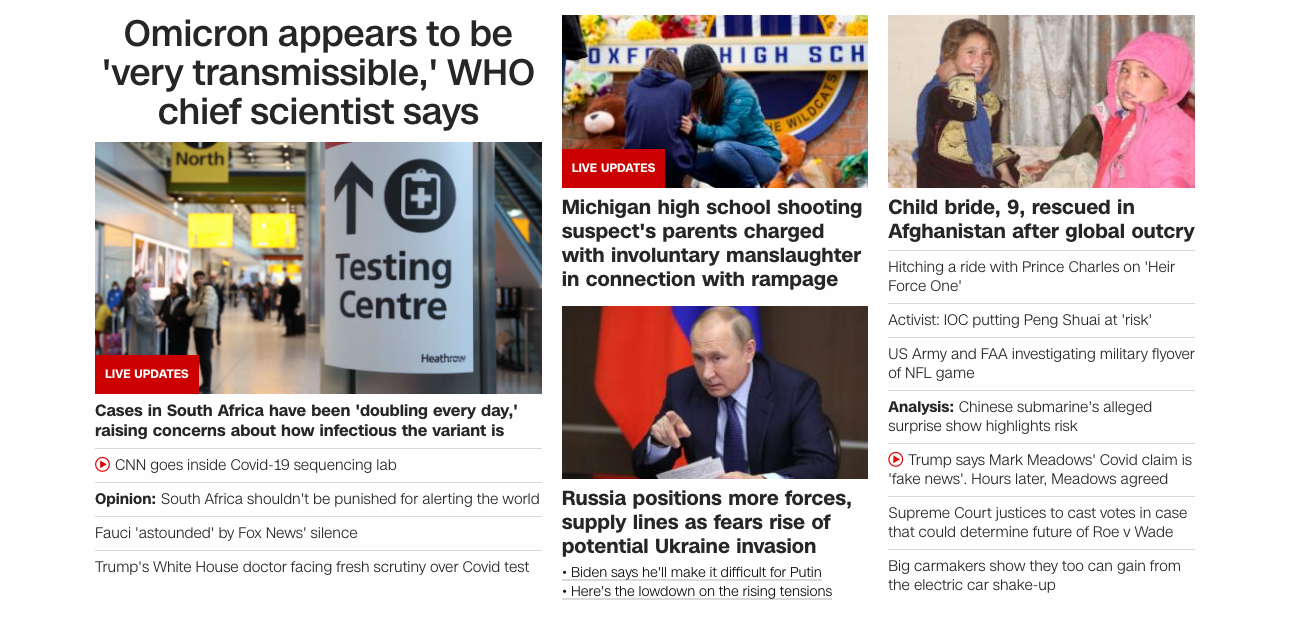 Omicron appears to be
'very transmissible,' WHO
chief scientist says
North
Testing
Centre
Heathrow
LIVE UPDATES
Cases in South Africa have been 'doubling every day,'
raising concerns about how infectious the variant is
CNN goes inside Covid-19 sequencing lab
Opinion: South Africa shouldn't be punished for alerting the world
Fauci 'astounded' by Fox News' silence
Trump's White House doctor facing fresh scrutiny over Covid test
OXFORD HIGH SCH
THE WILDCATS
LIVE UPDATES
Michigan high school shooting
suspect's parents charged
with involuntary manslaughter
in connection with rampage
Russia positions more forces,
supply lines as fears rise of
potential Ukraine invasion
• Biden says he'll make it difficult for Putin
• Here's the lowdown on the rising tensions
Child bride, 9, rescued in
Afghanistan after global outcry
Hitching a ride with Prince Charles on 'Heir
Force One'
Activist: IOC putting Peng Shuai at 'risk'
US Army and FAA investigating military flyover
of NFL game
Analysis: Chinese submarine's alleged
surprise show highlights risk
Trump says Mark Meadows' Covid claim is
'fake news'. Hours later, Meadows agreed
Supreme Court justices to cast votes in case
that could determine future of Roe v Wade
Big carmakers show they too can gain from
the electric car shake-up